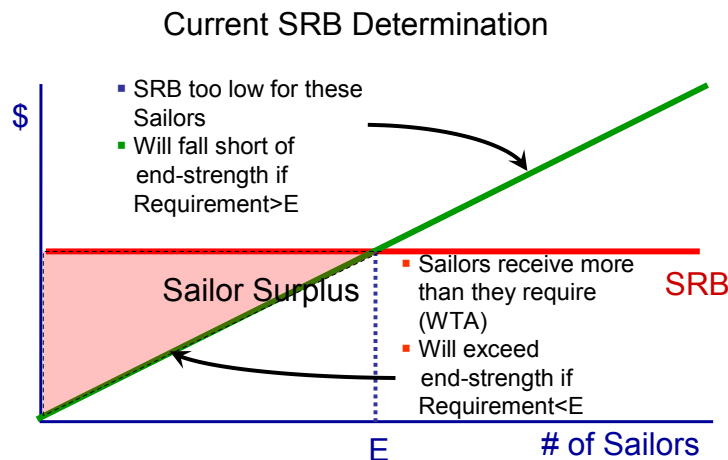 Current SRB Determination
$
▪ SRB too low for these
Sailors
▪ Will fall short of
end-strength if
Requirement>E
Sailor Surplus
▪ Sailors receive more
than they require
(WTA)
▪ Will exceed
end-strength if
Requirement<E
SRB
E
# of Sailors